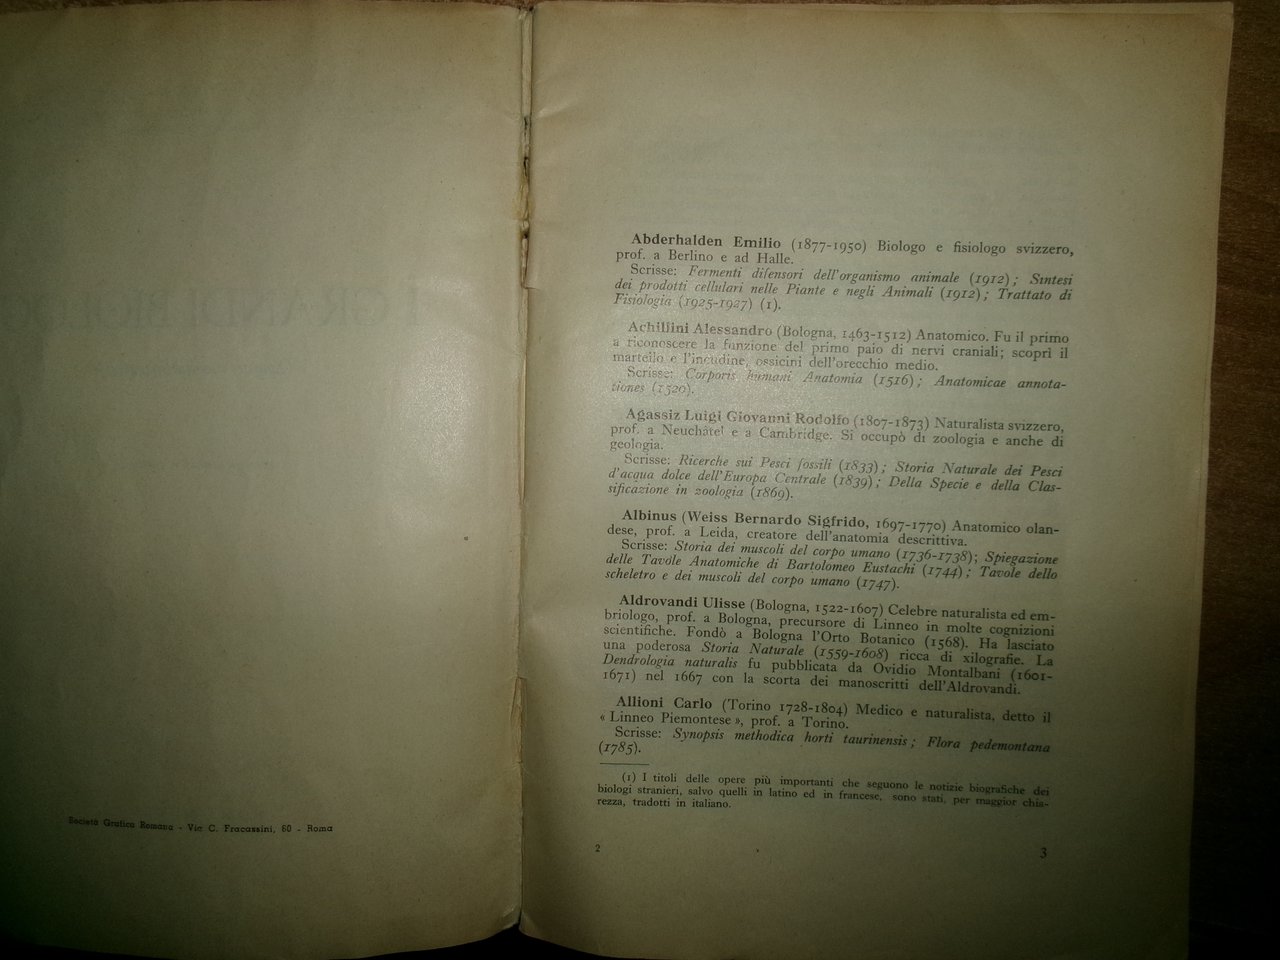 Società Grafica Romana - Via C. Fracassini, 60 - Roma
Abderhalden Emilio (1877-1950) Biologo e fisiologo svizzero,
prof. a Berlino e ad Halle.
Scrisse: Fermenti difensori dell'organismo animale (1912); Sintesi
dei prodotti cellulari nelle Piante e negli Animali (1912); Trattato di
Fisiologia (1925-1927) (1).
Achillini Alessandro (Bologna, 1463-1512) Anatomico. Fu il primo
a riconoscere la funzione del primo paio di nervi craniali; scoprì il
martello e l'incudine, ossicini dell'orecchio medio.
Scrisse: Corporis humani Anatomia (1516); Anatomicae annota-
tiones (1520).
Agassiz Luigi Giovanni Rodolfo (1807-1873) Naturalista svizzero,
prof. a Neuchâtel e a Cambridge. Si occupò di zoologia e anche di
geologia.
Scrisse: Ricerche sui Pesci fossili (1833); Storia Naturale dei Pesci
d'acqua dolce dell'Europa Centrale (1839); Della Specie e della Clas-
sificazione in zoologia (1869).
Albinus (Weiss Bernardo Sigfrido, 1697-1770) Anatomico olan-
dese, prof. a Leida, creatore dell'anatomia descrittiva.
Scrisse: Storia dei muscoli del corpo umano (1736-1738); Spiegazione
delle Tavole Anatomiche di Bartolomeo Eustachi (1744); Tavole dello
scheletro e dei muscoli del corpo umano (1747).
Aldrovandi Ulisse (Bologna, 1522-1607) Celebre naturalista ed em-
briologo, prof. a Bologna, precursore di Linneo in molte cognizioni
scientifiche. Fondò a Bologna l'Orto Botanico (1568). Ha lasciato
una poderosa Storia Naturale (1559-1608) ricca di xilografie. La
Dendrologia naturalis fu pubblicata da Ovidio Montalbani (1601-
1671) nel 1667 con la scorta dei manoscritti dell'Aldrovandi.
Allioni Carlo (Torino 1728-1804) Medico e naturalista, detto il
« Linneo Piemontese », prof. a Torino.
Scrisse: Synopsis methodica horti taurinensis; Flora pedemontana
(1785).
(1) I titoli delle opere più importanti che seguono le notizie biografiche dei
biologi stranieri, salvo quelli in latino ed in francese, sono stati, per maggior chia-
rezza, tradotti in italiano.
2
3